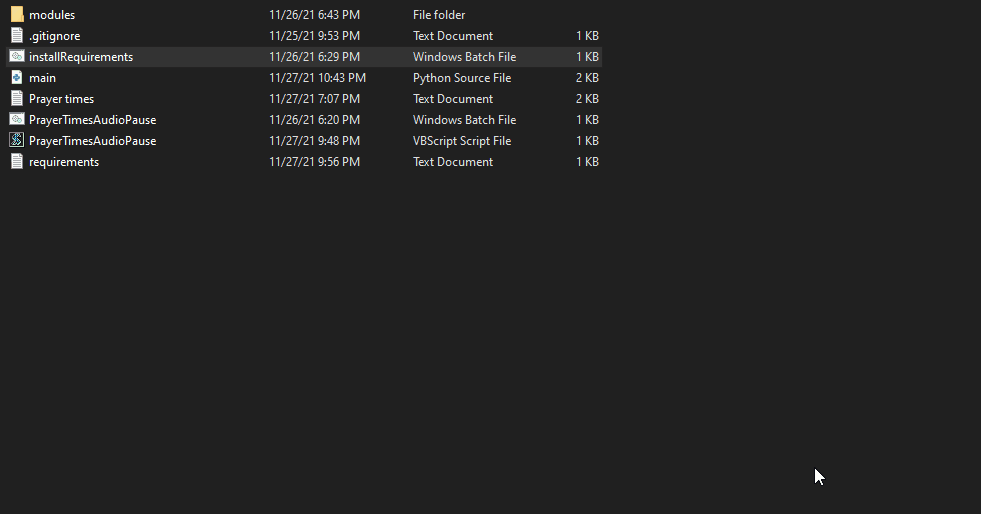 modules 11/26/21 6:43 PM File folder
.gitignore 11/25/21 9:53 PM Text Document 1 KB
installRequirements 11/26/21 6:29 PM Windows Batch File 1 KB
main 11/27/21 10:43 PM Python Source File 2 KB
Prayer times 11/27/21 7:07 PM Text Document 2 KB
PrayerTimesAudioPause 11/26/21 6:20 PM Windows Batch File 1 KB
PrayerTimesAudioPause 11/27/21 9:48 PM VBScript Script File 1 KB
requirements 11/27/21 9:56 PM Text Document 1 KB